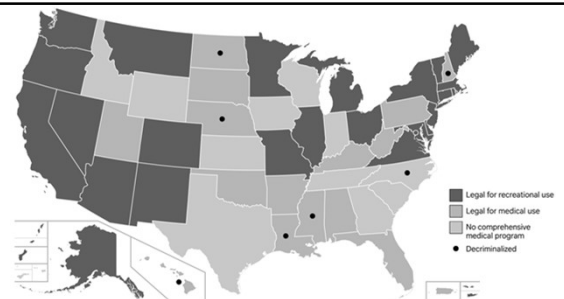 Legal for recreational use
Legal for medical use
No comprehensive
medical program
Decriminalized